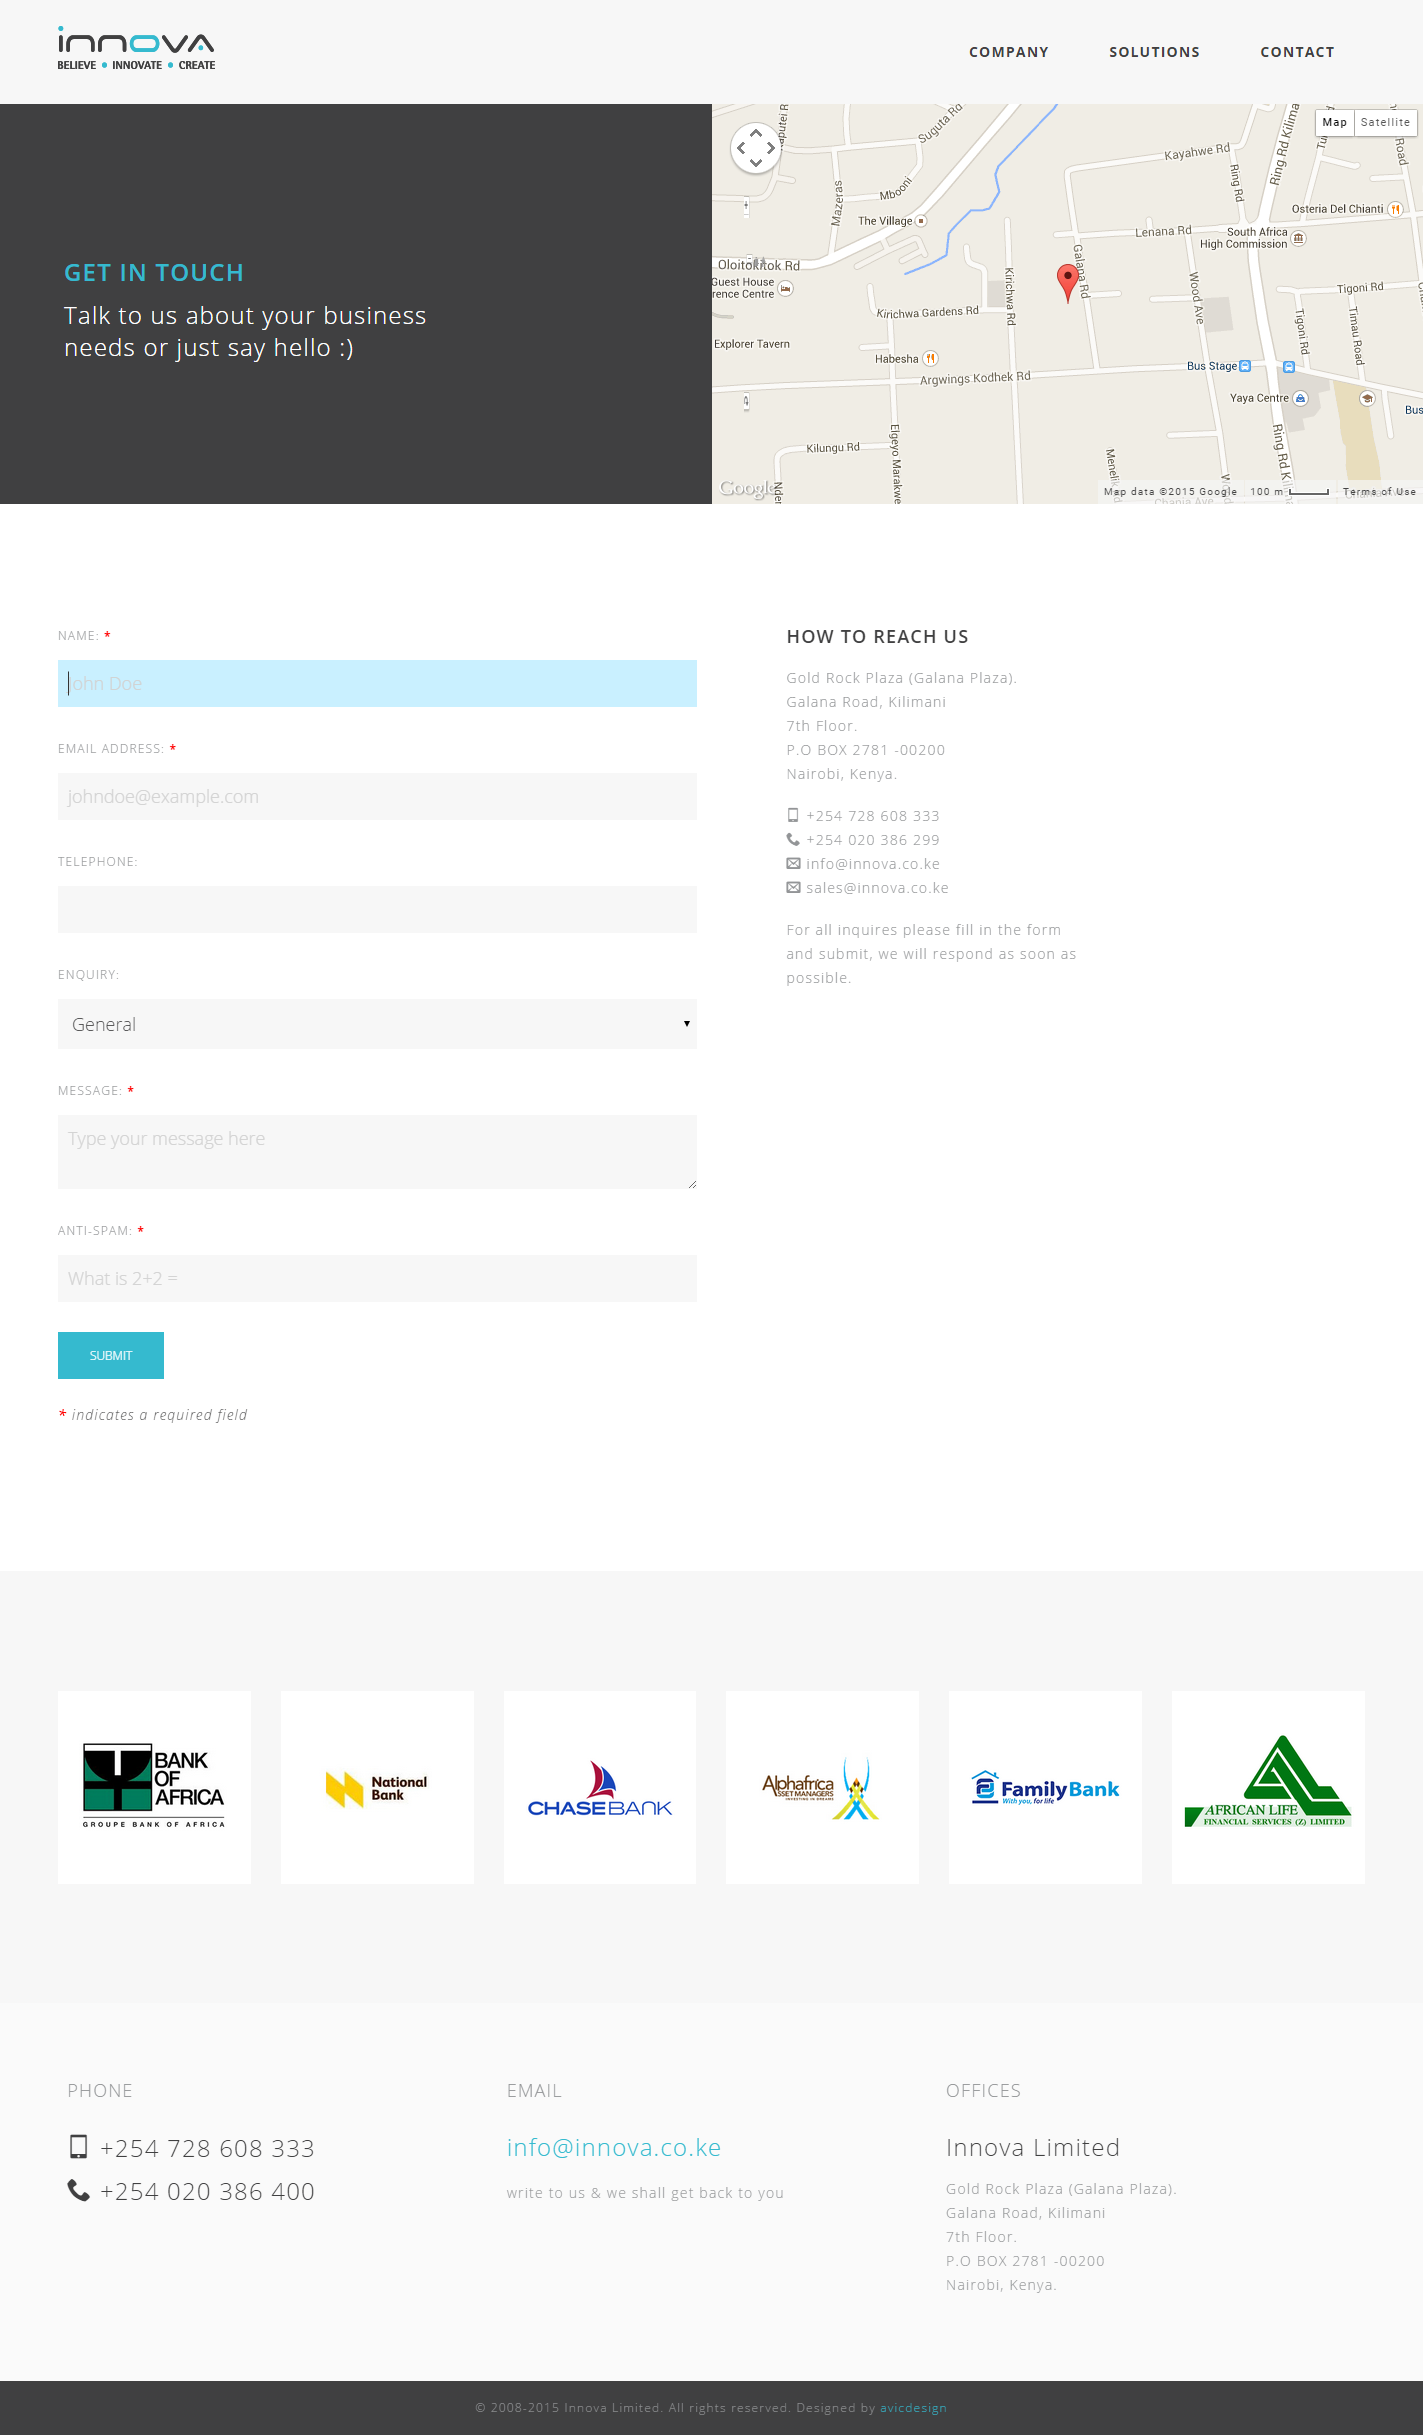 innova
BELIEVE • INNOVATE • CREATE
COMPANY
SOLUTIONS
CONTACT
GET IN TOUCH
Talk to us about your business
needs or just say hello :)
Map
Satellite
Suguta Rd
Mbooni
Mazeras
The Village
Oloitokitok Rd
Guest House
Explorer Tavern
Kirichwa Gardens Rd
Kirichwa Rd
Habesha
Argwings Kodhek Rd
Kilungu Rd
Elgeyo Marakwe
Galana Rd
Kayahwe Rd
Ring Rd
Ring Rd Kilima
Road
Osteria Del Chianti
Lenana Rd
South Africa
High Commission
Wood Ave
Tigoni Rd
Tigoni Rd
Timau Road
Bus Stage
Yaya Centre
Bus
Ring Rd Kili
Google
Map data ©2015 Google
100 m
Terms of Use
NAME: *
John Doe
EMAIL ADDRESS: *
johndoe@example.com
TELEPHONE:
ENQUIRY:
General
MESSAGE: *
Type your message here
ANTI-SPAM: *
What is 2+2 =
SUBMIT
* indicates a required field
HOW TO REACH US
Gold Rock Plaza (Galana Plaza).
Galana Road, Kilimani
7th Floor.
P.O BOX 2781 -00200
Nairobi, Kenya.
+254 728 608 333
+254 020 386 299
info@innova.co.ke
sales@innova.co.ke
For all inquires please fill in the form
and submit, we will respond as soon as
possible.
BANK
OF
AFRICA
GROUPE BANK OF AFRICA
National
Bank
CHASEBANK
Alphafrica
ASSET MANAGERS
INVESTING IN DREAMS
FamilyBank
With you, for life
AFRICAN LIFE
FINANCIAL SERVICES (Z) LIMITED
PHONE
+254 728 608 333
+254 020 386 400
EMAIL
info@innova.co.ke
write to us & we shall get back to you
OFFICES
Innova Limited
Gold Rock Plaza (Galana Plaza).
Galana Road, Kilimani
7th Floor.
P.O BOX 2781 -00200
Nairobi, Kenya.
© 2008-2015 Innova Limited. All rights reserved. Designed by avicdesign